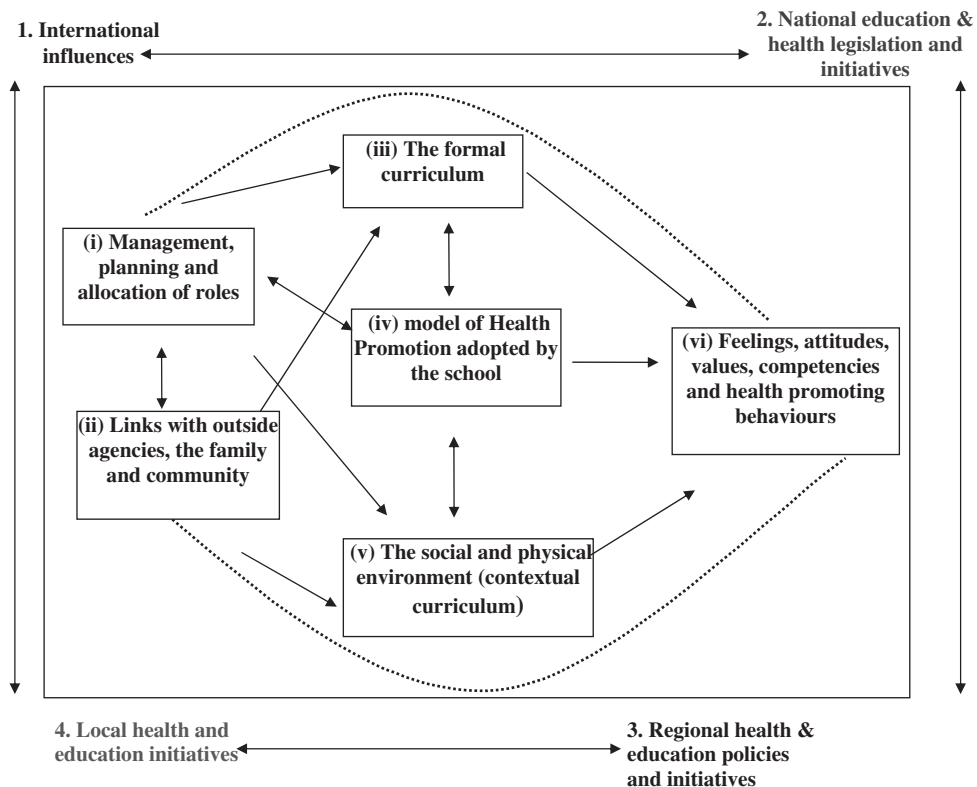 1. International
influences
2. National education &
health legislation and
initiatives
(iii) The formal
curriculum
(i) Management,
planning and
allocation of roles
(iv) model of Health
Promotion adopted by
the school
(vi) Feelings, attitudes,
values, competencies
and health promoting
behaviours
(ii) Links with outside
agencies, the family
and community
(v) The social and physical
environment (contextual
curriculum)
4. Local health and
education initiatives
3. Regional health &
education policies
and initiatives